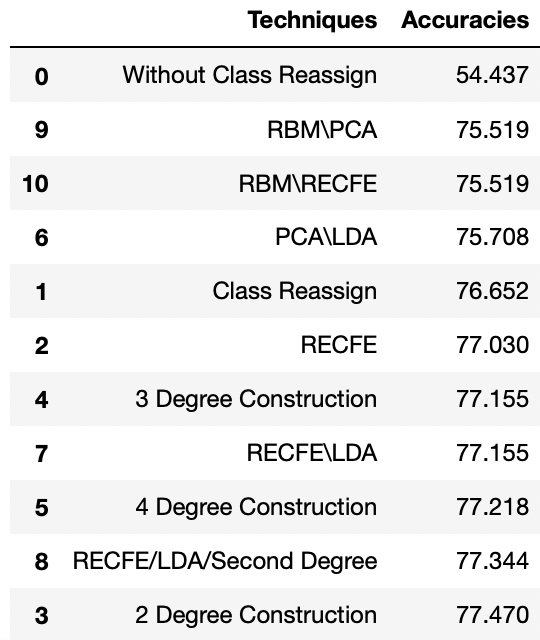 Techniques Accuracies
0 Without Class Reassign 54.437
9 RBM\PCA 75.519
10 RBM\RECFE 75.519
6 PCA\LDA 75.708
1 Class Reassign 76.652
2 RECFE 77.030
4 3 Degree Construction 77.155
7 RECFE\LDA 77.155
5 4 Degree Construction 77.218
8 RECFE/LDA/Second Degree 77.344
3 2 Degree Construction 77.470